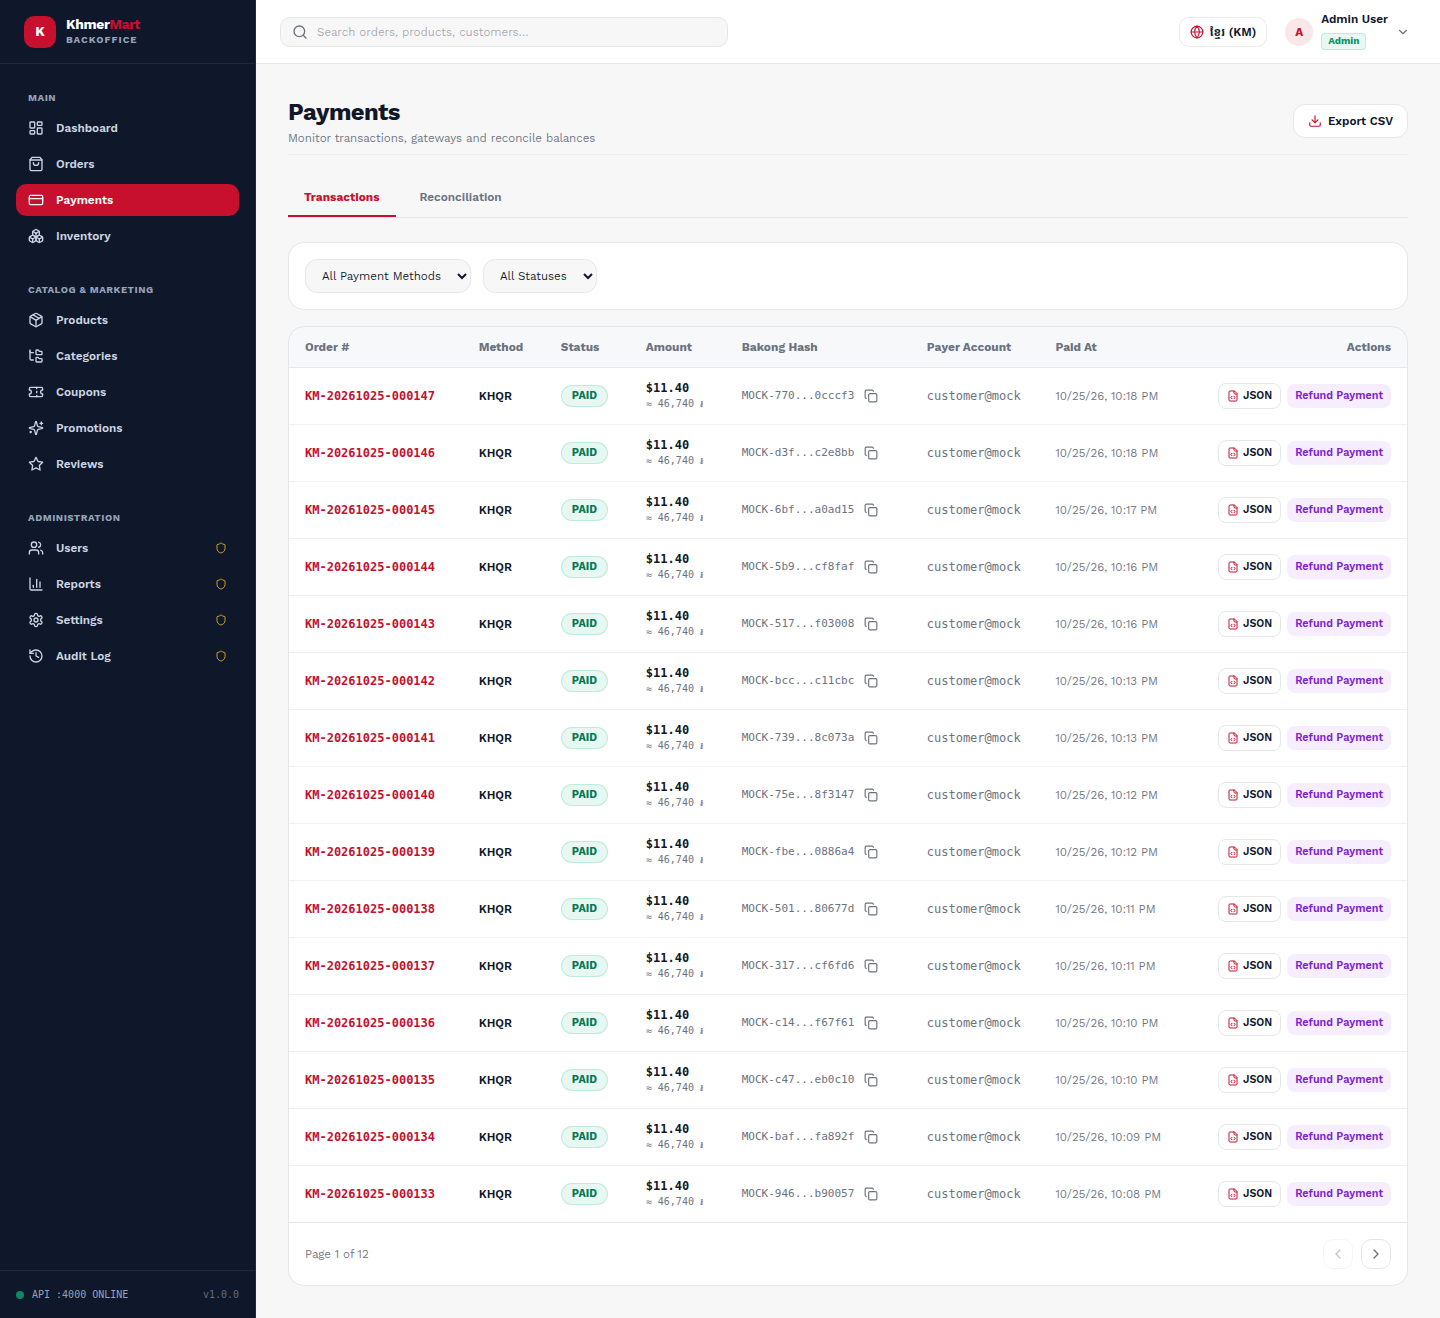 K
KhmerMart
BACKOFFICE
Search orders, products, customers...
ខ្មែរ (KM)
A
Admin User
Admin
MAIN
Dashboard
Orders
Payments
Inventory
CATALOG & MARKETING
Products
Categories
Coupons
Promotions
Reviews
ADMINISTRATION
Users
Reports
Settings
Audit Log
API :4000 ONLINE
v1.0.0
Payments
Monitor transactions, gateways and reconcile balances
Export CSV
Transactions
Reconciliation
All Payment Methods
All Statuses
Order # Method Status Amount Bakong Hash Payer Account Paid At Actions
KM-20261025-000147 KHQR PAID $11.40 MOCK-770...0cccf3 customer@mock 10/25/26, 10:18 PM JSON Refund Payment
≈ 46,740 ៛
KM-20261025-000146 KHQR PAID $11.40 MOCK-d3f...c2e8bb customer@mock 10/25/26, 10:18 PM JSON Refund Payment
≈ 46,740 ៛
KM-20261025-000145 KHQR PAID $11.40 MOCK-6bf...a0ad15 customer@mock 10/25/26, 10:17 PM JSON Refund Payment
≈ 46,740 ៛
KM-20261025-000144 KHQR PAID $11.40 MOCK-5b9...cf8faf customer@mock 10/25/26, 10:16 PM JSON Refund Payment
≈ 46,740 ៛
KM-20261025-000143 KHQR PAID $11.40 MOCK-517...f03008 customer@mock 10/25/26, 10:16 PM JSON Refund Payment
≈ 46,740 ៛
KM-20261025-000142 KHQR PAID $11.40 MOCK-bcc...c11cbc customer@mock 10/25/26, 10:13 PM JSON Refund Payment
≈ 46,740 ៛
KM-20261025-000141 KHQR PAID $11.40 MOCK-739...8c073a customer@mock 10/25/26, 10:13 PM JSON Refund Payment
≈ 46,740 ៛
KM-20261025-000140 KHQR PAID $11.40 MOCK-75e...8f3147 customer@mock 10/25/26, 10:12 PM JSON Refund Payment
≈ 46,740 ៛
KM-20261025-000139 KHQR PAID $11.40 MOCK-fbe...0886a4 customer@mock 10/25/26, 10:12 PM JSON Refund Payment
≈ 46,740 ៛
KM-20261025-000138 KHQR PAID $11.40 MOCK-501...80677d customer@mock 10/25/26, 10:11 PM JSON Refund Payment
≈ 46,740 ៛
KM-20261025-000137 KHQR PAID $11.40 MOCK-317...cf6fd6 customer@mock 10/25/26, 10:11 PM JSON Refund Payment
≈ 46,740 ៛
KM-20261025-000136 KHQR PAID $11.40 MOCK-c14...f67f61 customer@mock 10/25/26, 10:10 PM JSON Refund Payment
≈ 46,740 ៛
KM-20261025-000135 KHQR PAID $11.40 MOCK-c47...eb0c10 customer@mock 10/25/26, 10:10 PM JSON Refund Payment
≈ 46,740 ៛
KM-20261025-000134 KHQR PAID $11.40 MOCK-baf...fa892f customer@mock 10/25/26, 10:09 PM JSON Refund Payment
≈ 46,740 ៛
KM-20261025-000133 KHQR PAID $11.40 MOCK-946...b90057 customer@mock 10/25/26, 10:08 PM JSON Refund Payment
≈ 46,740 ៛
Page 1 of 12